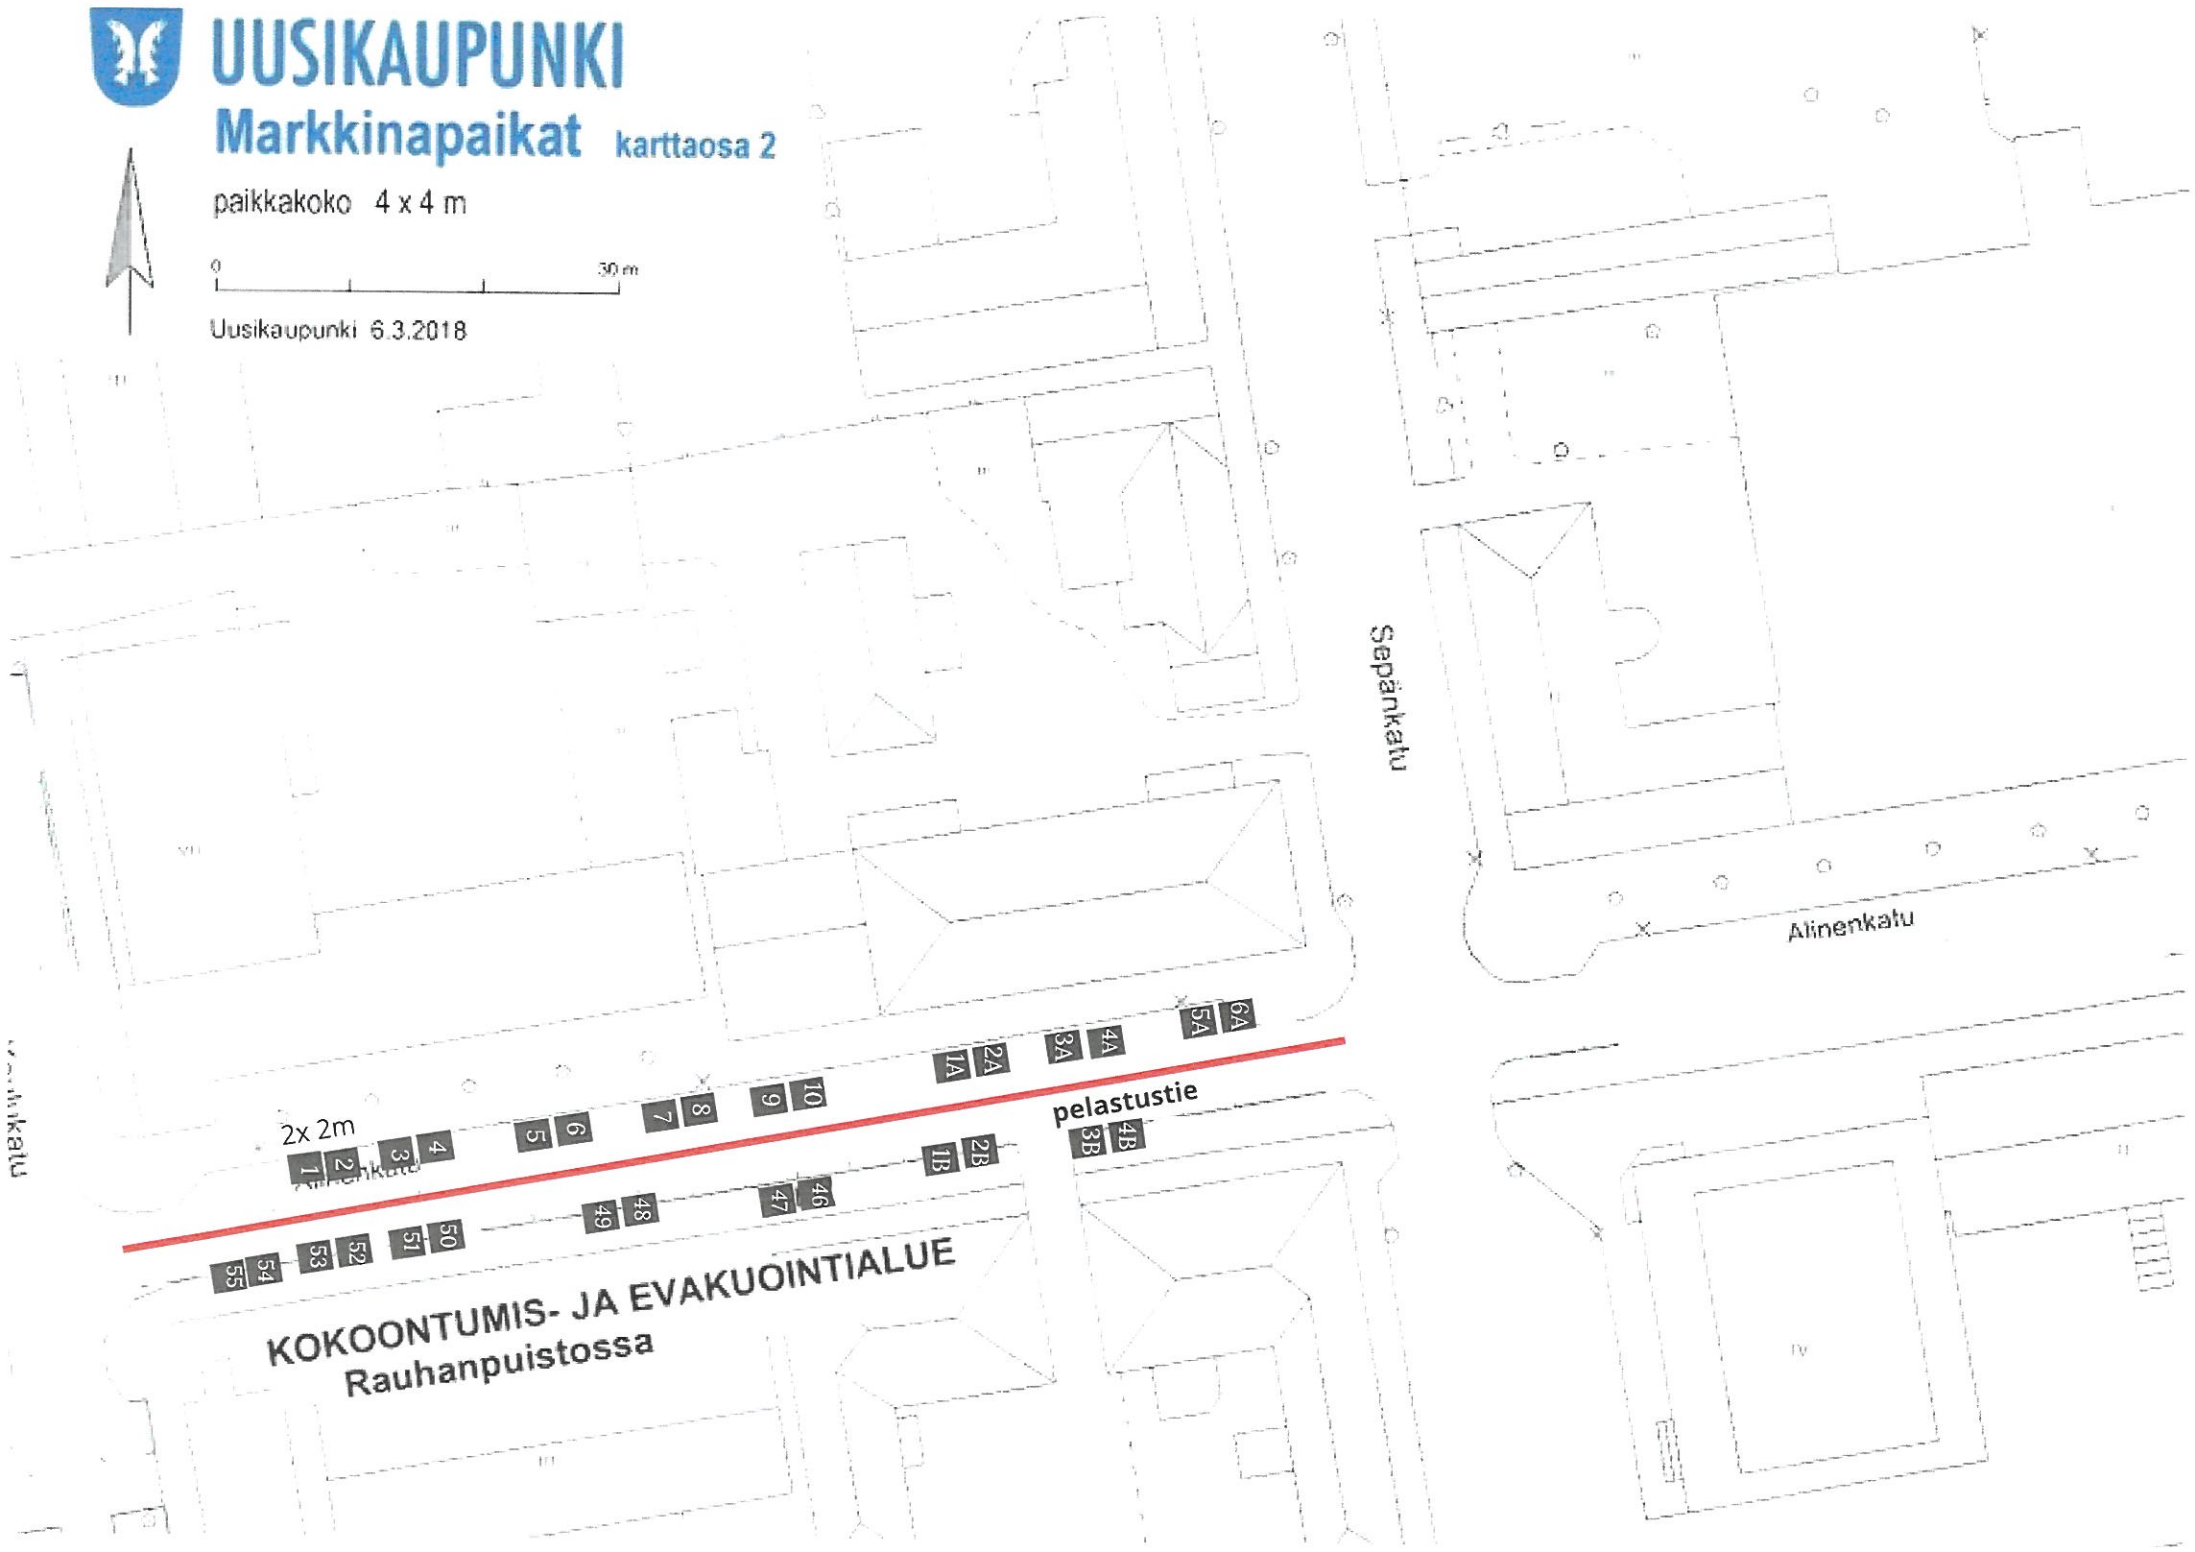 UUSIKAUPUNKI
Markkinapaikat karttaosa 2
paikkakoko 4 x 4 m
0 30 m
Uusikaupunki 6.3.2018
Sepänkatu
Alinenkatu
5A 6A
3A 4A
1A 2A
9 10
7 8
5 6
2x 2m
1 2 3 4
pelastustie
3B 4B
1B 2B
47 46
49 48
51 50
53 52
55 54
KOKOONTUMIS- JA EVAKUOINTIALUE
Rauhanpuistossa
IV